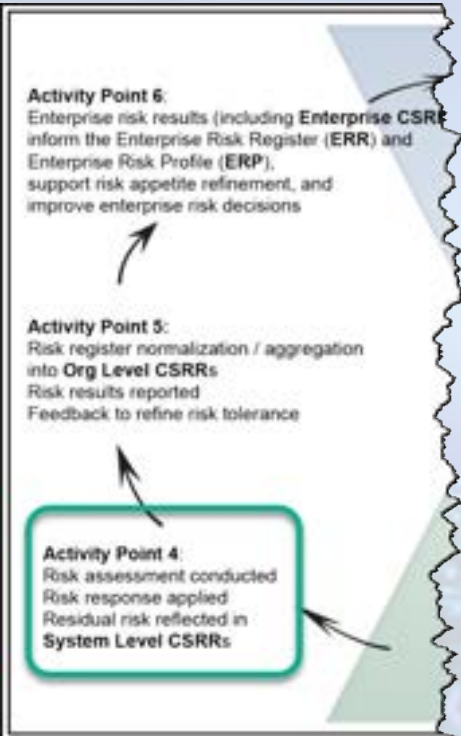 Activity Point 6:
Enterprise risk results (including Enterprise CSRR
inform the Enterprise Risk Register (ERR) and
Enterprise Risk Profile (ERP),
support risk appetite refinement, and
improve enterprise risk decisions
Activity Point 5:
Risk register normalization / aggregation
into Org Level CSRRs
Risk results reported
Feedback to refine risk tolerance
Activity Point 4:
Risk assessment conducted
Risk response applied
Residual risk reflected in
System Level CSRRs